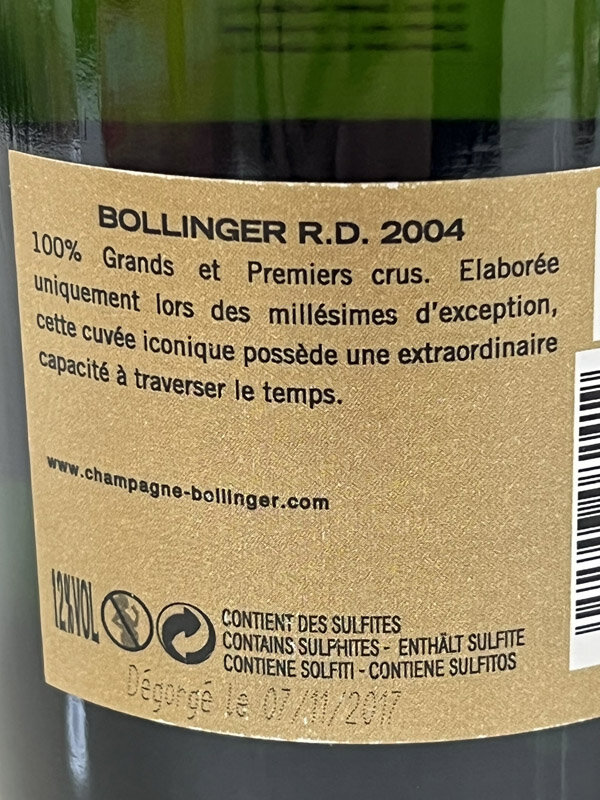 BOLLINGER R.D. 2004
100% Grands et Premiers crus. Elaborée
uniquement lors des millésimes d'exception,
cette cuvée iconique possède une extraordinaire
capacité à traverser le temps.
www.champagne-bollinger.com
12%VOL
CONTIENT DES SULFITES
CONTAINS SULPHITES - ENTHÄLT SULFITE
CONTIENE SOLFITI - CONTIENE SULFITOS
Dégorgé le 07/11/2017